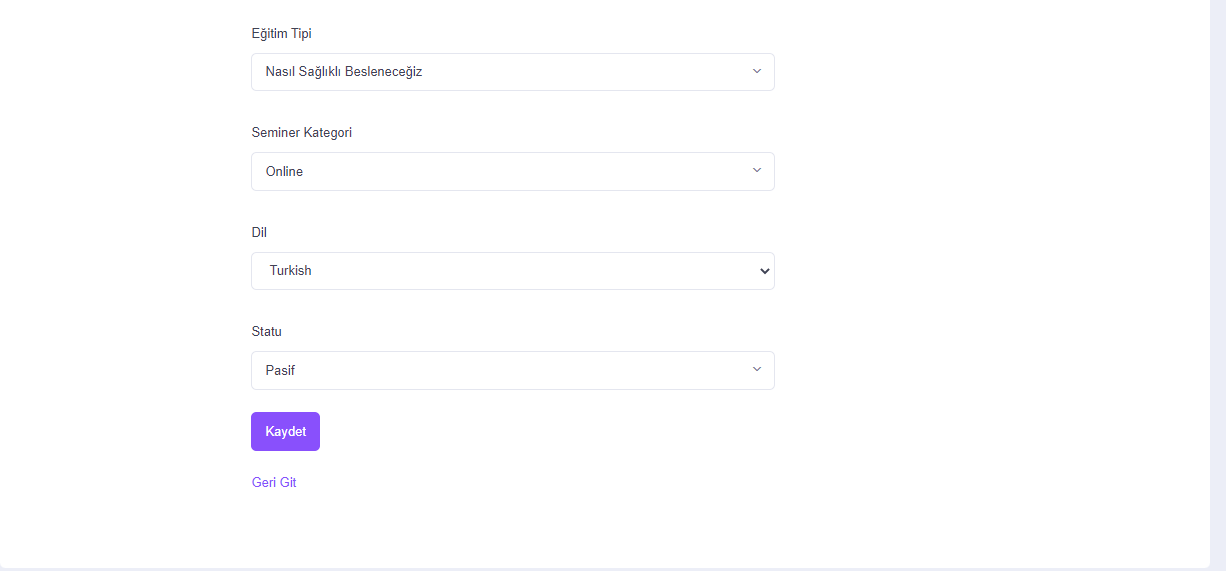 Eğitim Tipi
Nasıl Sağlıklı Besleneceğiz
Seminer Kategori
Online
Dil
Turkish
Statu
Pasif
Kaydet
Geri Git